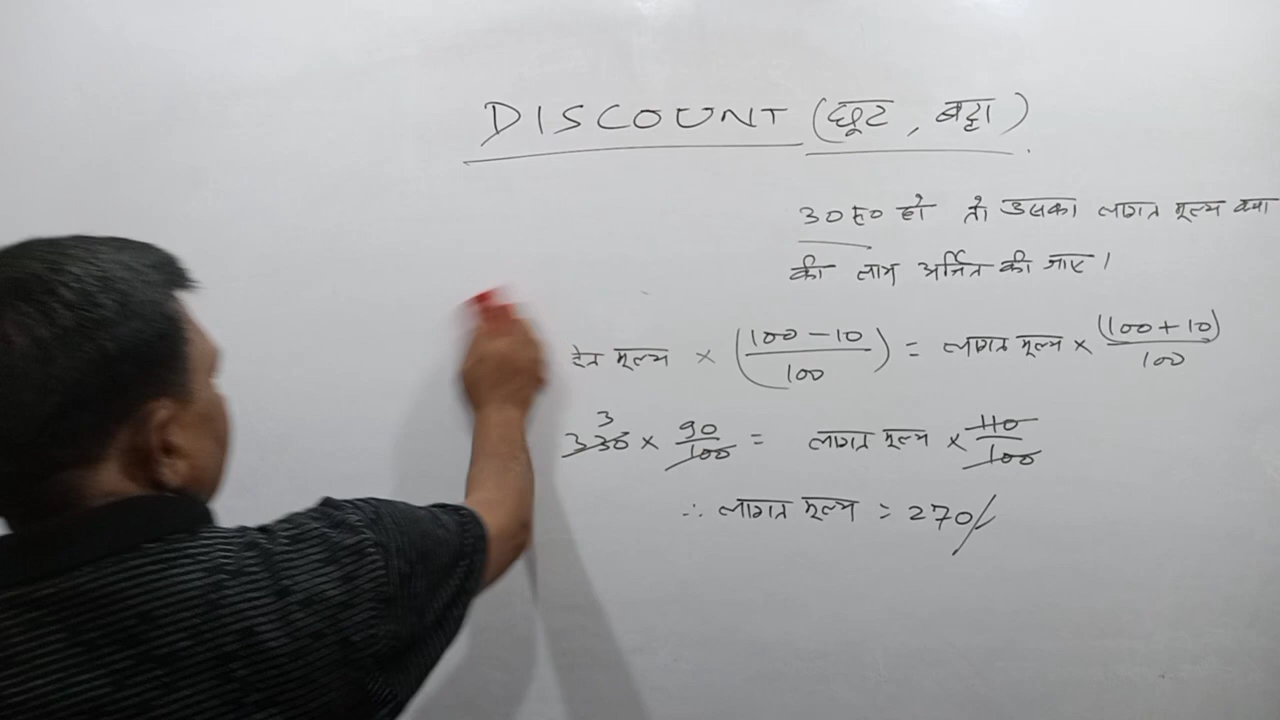 DISCOUNT (छूट, बट्टा)
30 रु0 हो तो उसका लागत मूल्य क्या
की लाभ अर्जित की जाए।
मूल्य × (100 - 10 / 100) = लागत मूल्य × (100 + 10) / 100
3
330 × 90 / 100 = लागत मूल्य × 110 / 100
∴ लागत मूल्य = 270/